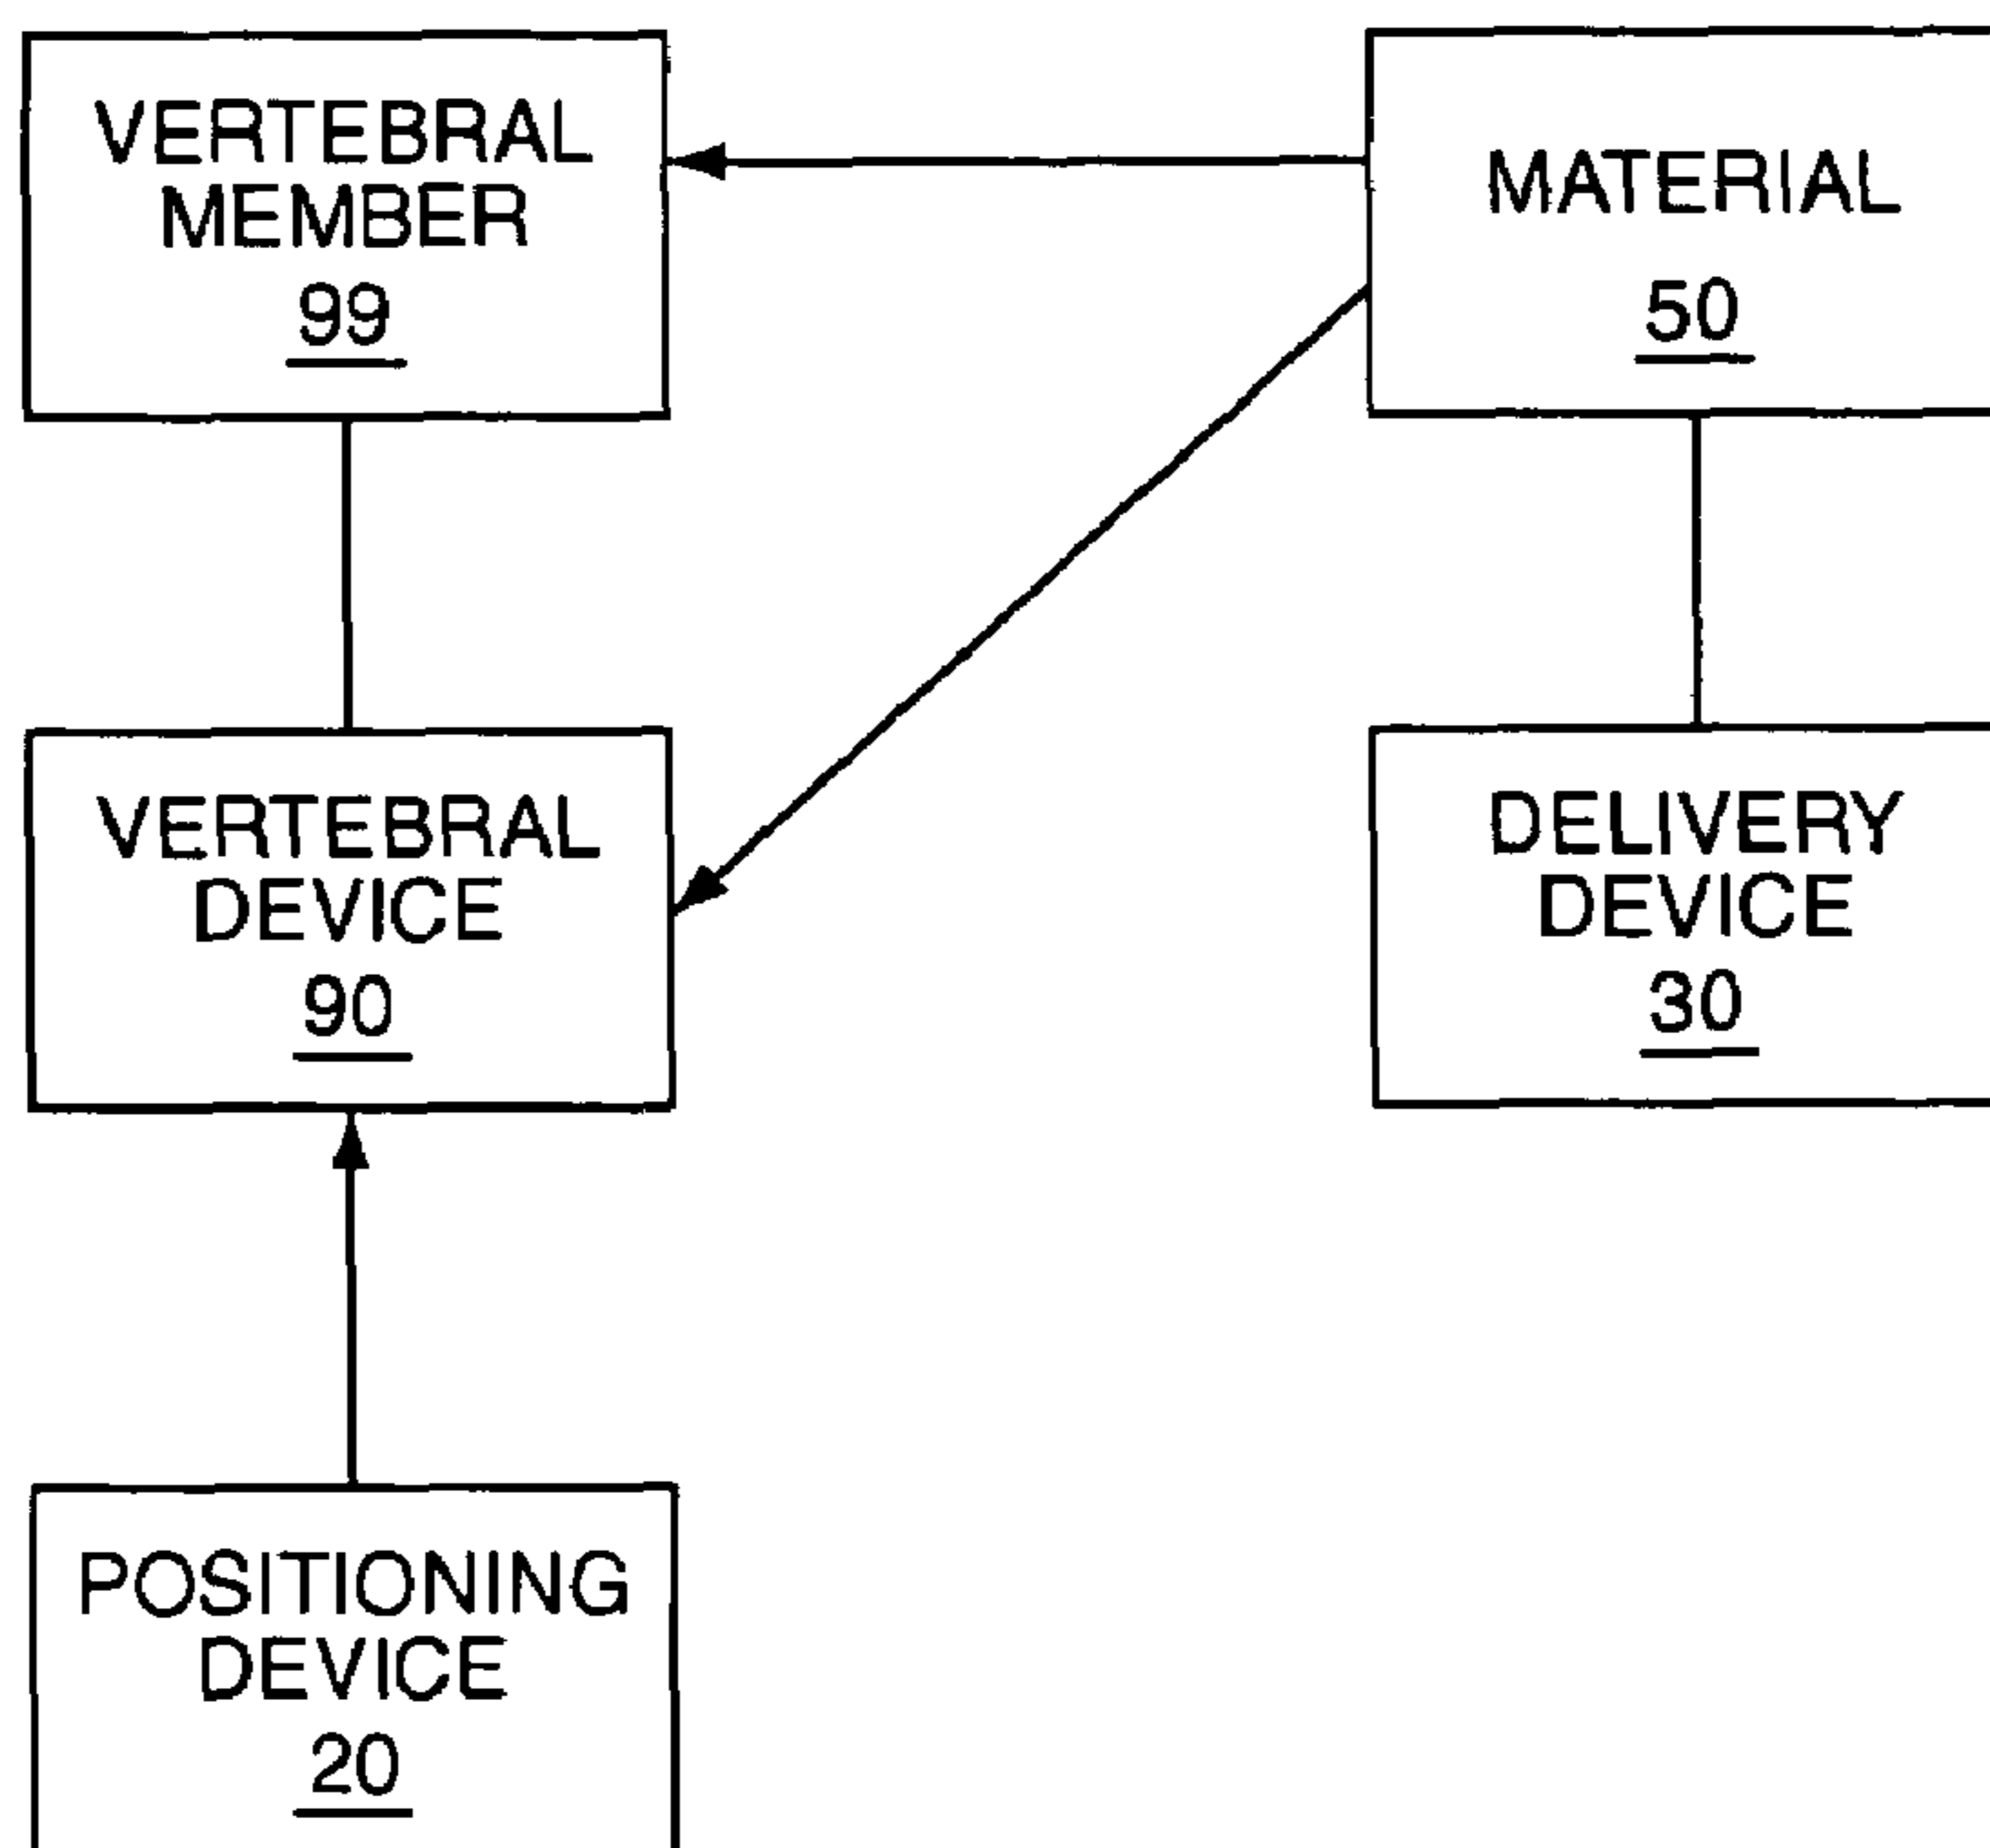 VERTEBRAL
MEMBER
99
MATERIAL
50
VERTEBRAL
DEVICE
90
DELIVERY
DEVICE
30
POSITIONING
DEVICE
20